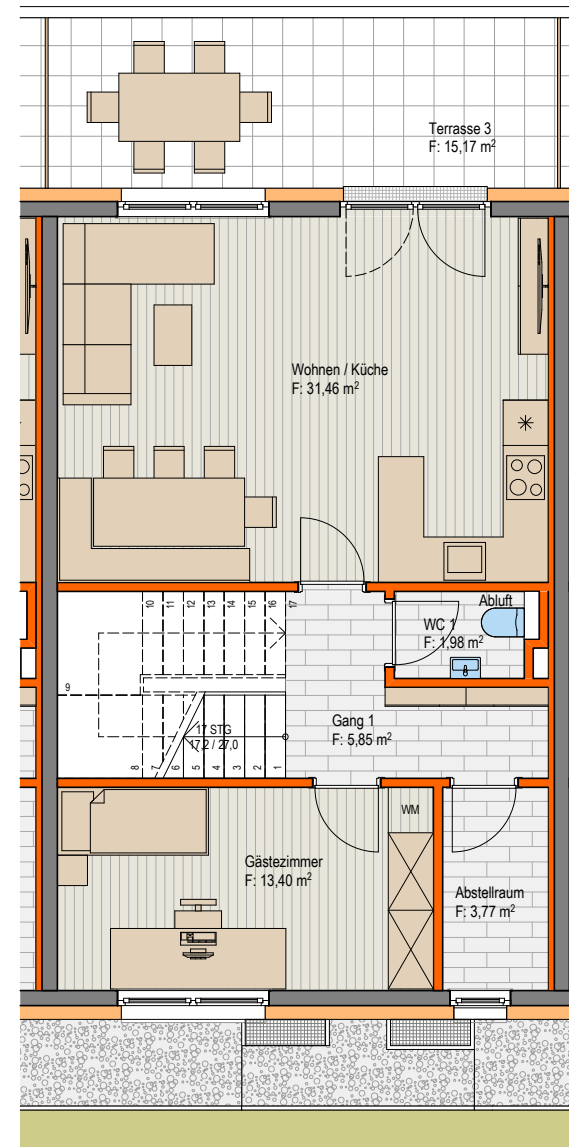 Terrasse 3
F: 15,17 m²
Wohnen / Küche
F: 31,46 m²
10 11 12 13 14 15 16 17
Abluft
WC 1
F: 1,98 m²
9
Gang 1
F: 5,85 m²
17 STG
17,2 / 27,0
8 7 6 5 4 3 2 1
WM
Gästezimmer
F: 13,40 m²
Abstellraum
F: 3,77 m²